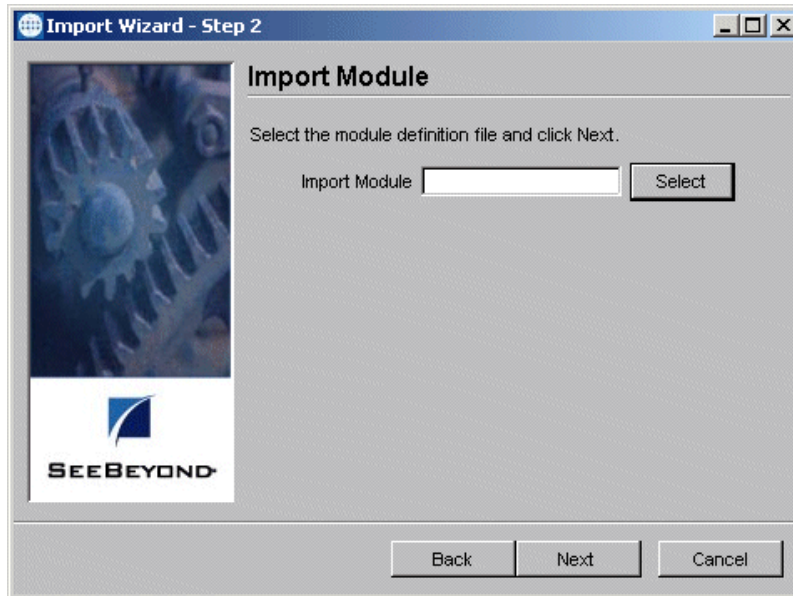 Import Wizard - Step 2
Import Module
Select the module definition file and click Next.
Import Module Select
SEEBEYOND
Back Next Cancel